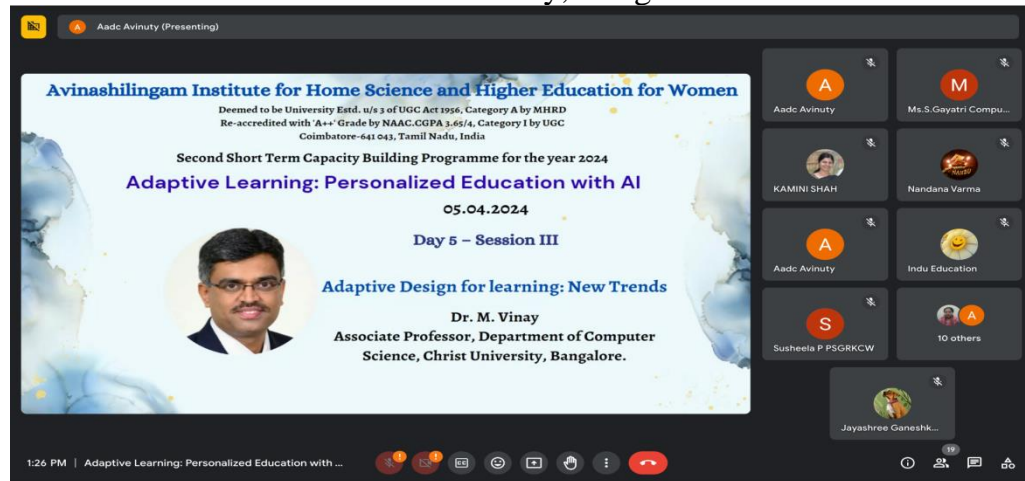 Aadc Avinuty (Presenting)
Avinashilingam Institute for Home Science and Higher Education for Women
Deemed to be University Estd. u/s 3 of UGC Act 1956, Category A by MHRD
Re-accredited with 'A++' Grade by NAAC.CGPA 3.65/4, Category I by UGC
Coimbatore-641 043, Tamil Nadu, India
Second Short Term Capacity Building Programme for the year 2024
Adaptive Learning: Personalized Education with AI
05.04.2024
Day 5 – Session III
Adaptive Design for learning: New Trends
Dr. M. Vinay
Associate Professor, Department of Computer
Science, Christ University, Bangalore.
A
Aadc Avinuty
M
Ms.S.Gayatri Compu...
KAMINI SHAH
Nandana Varma
A
Aadc Avinuty
Indu Education
S
Susheela P PSGRKCW
A
10 others
Jayashree Ganeshk...
1:26 PM | Adaptive Learning: Personalized Education with ...
19